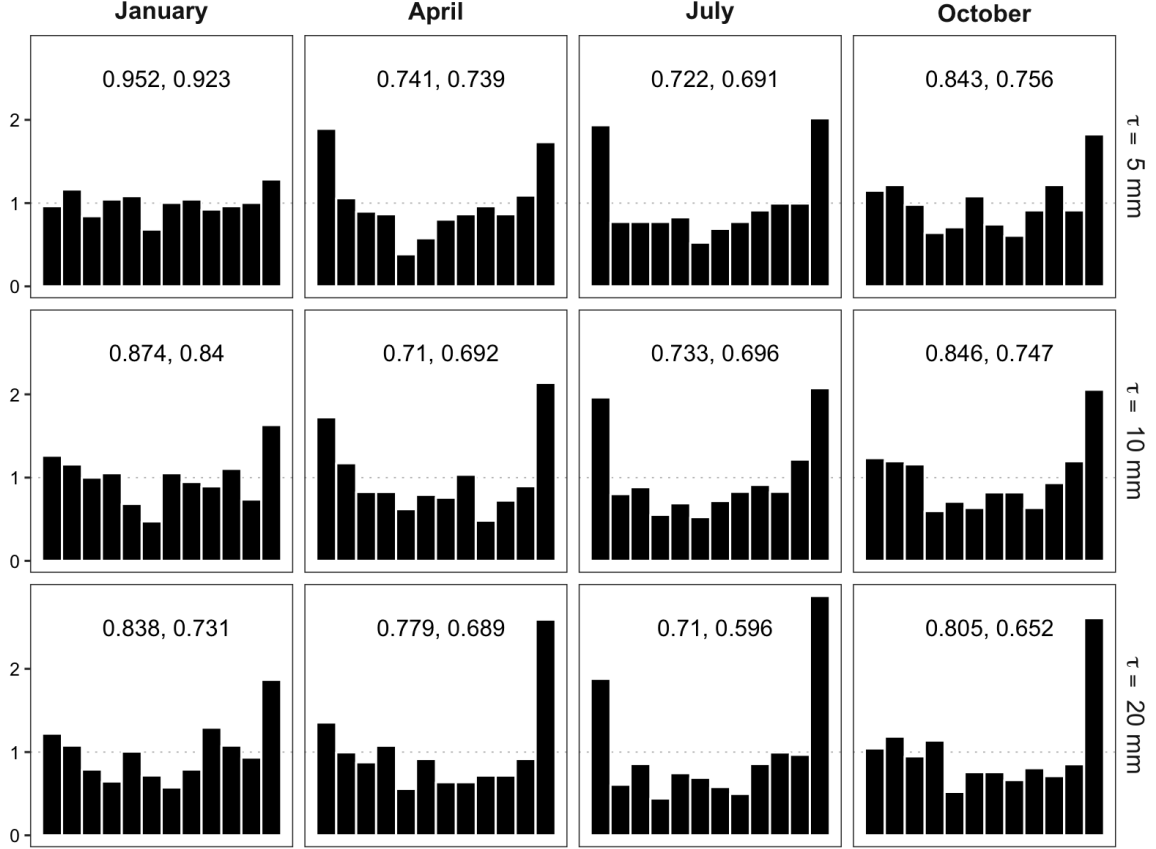 January April July October
0.952, 0.923 0.741, 0.739 0.722, 0.691 0.843, 0.756
2
1
0
τ = 5 mm
0.874, 0.84 0.71, 0.692 0.733, 0.696 0.846, 0.747
2
1
0
τ = 10 mm
0.838, 0.731 0.779, 0.689 0.71, 0.596 0.805, 0.652
2
1
0
τ = 20 mm